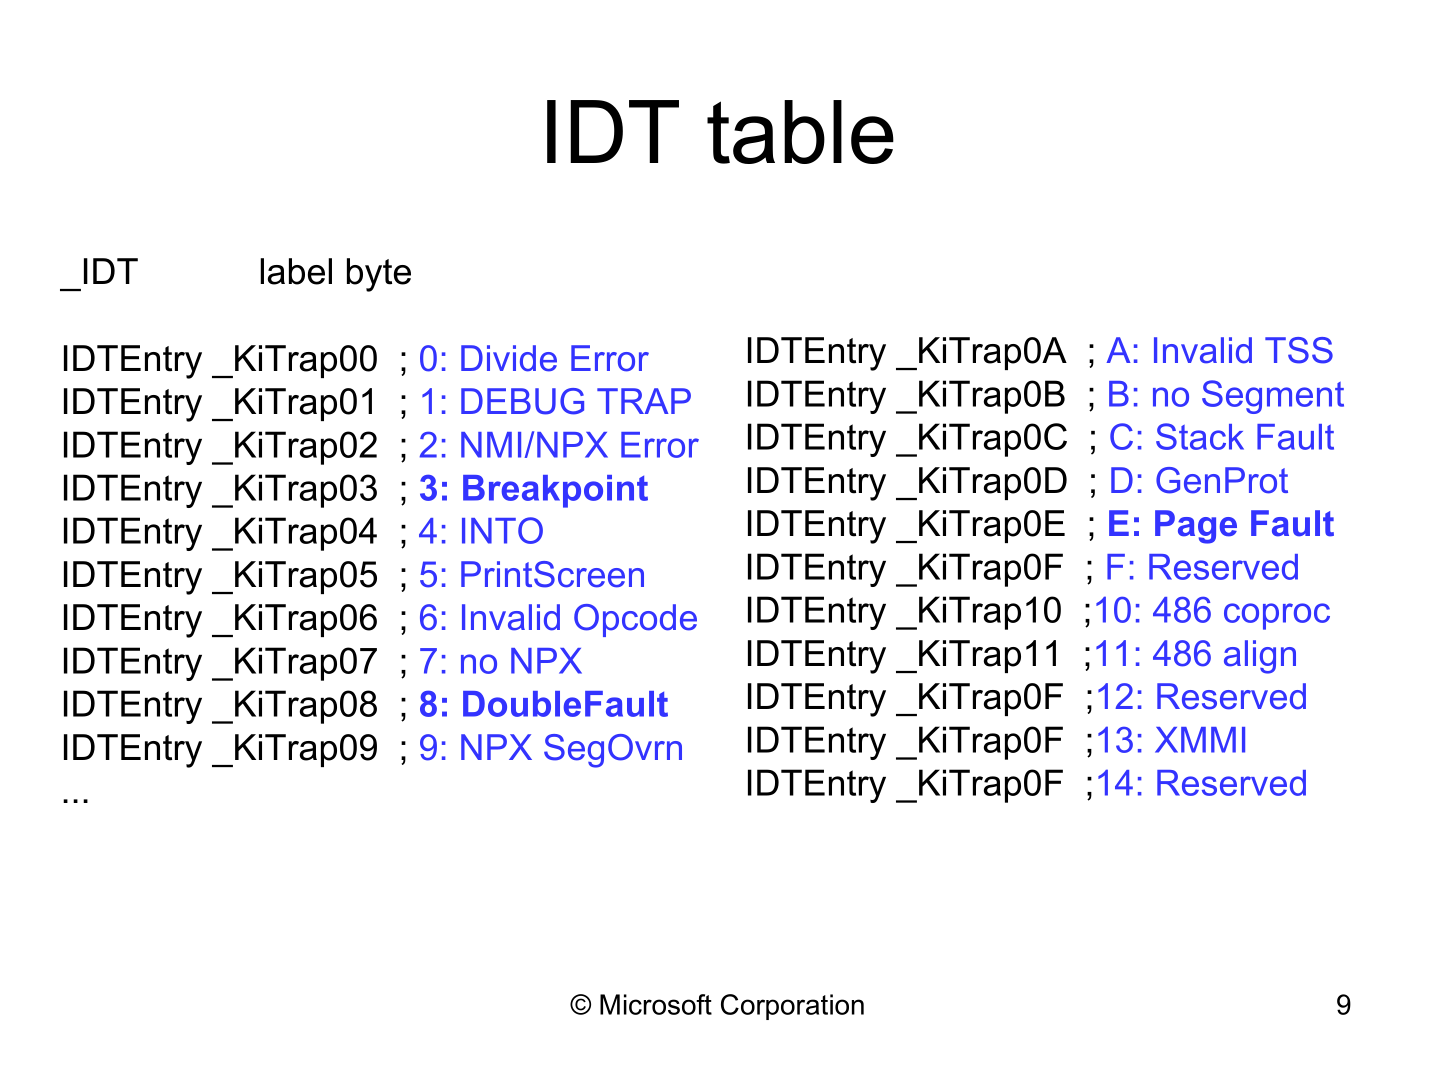 IDT table
_IDT label byte
IDTEntry _KiTrap00 ; 0: Divide Error
IDTEntry _KiTrap01 ; 1: DEBUG TRAP
IDTEntry _KiTrap02 ; 2: NMI/NPX Error
IDTEntry _KiTrap03 ; 3: Breakpoint
IDTEntry _KiTrap04 ; 4: INTO
IDTEntry _KiTrap05 ; 5: PrintScreen
IDTEntry _KiTrap06 ; 6: Invalid Opcode
IDTEntry _KiTrap07 ; 7: no NPX
IDTEntry _KiTrap08 ; 8: DoubleFault
IDTEntry _KiTrap09 ; 9: NPX SegOvrn
...
IDTEntry _KiTrap0A ; A: Invalid TSS
IDTEntry _KiTrap0B ; B: no Segment
IDTEntry _KiTrap0C ; C: Stack Fault
IDTEntry _KiTrap0D ; D: GenProt
IDTEntry _KiTrap0E ; E: Page Fault
IDTEntry _KiTrap0F ; F: Reserved
IDTEntry _KiTrap10 ;10: 486 coproc
IDTEntry _KiTrap11 ;11: 486 align
IDTEntry _KiTrap0F ;12: Reserved
IDTEntry _KiTrap0F ;13: XMMI
IDTEntry _KiTrap0F ;14: Reserved
© Microsoft Corporation
9